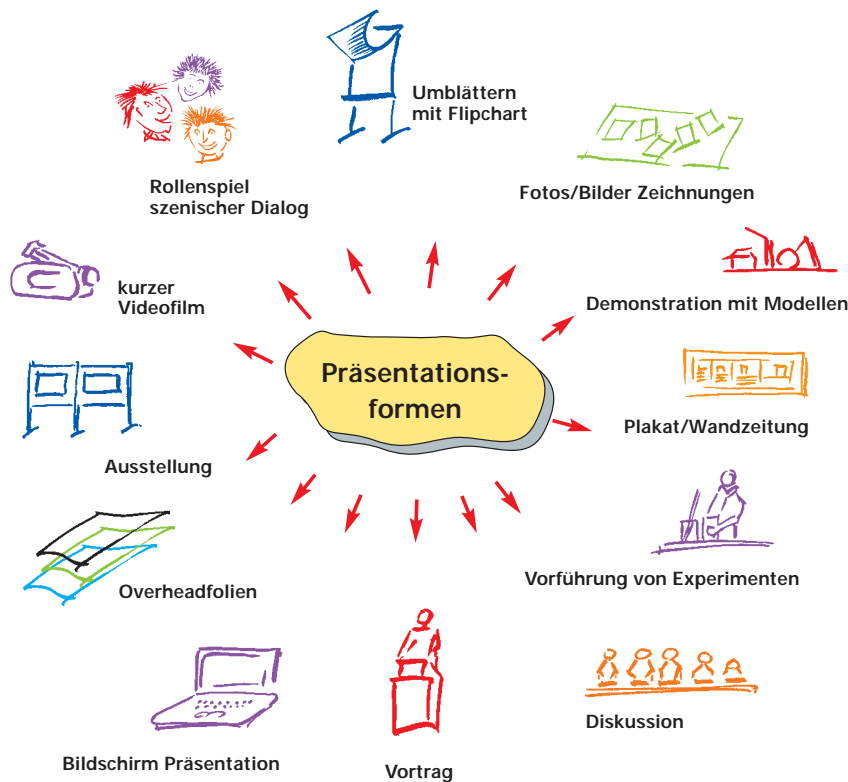 Umblättern
mit Flipchart
Rollenspiel
szenischer Dialog
Fotos/Bilder Zeichnungen
kurzer
Videofilm
Demonstration mit Modellen
Präsentations-
formen
Plakat/Wandzeitung
Ausstellung
Vorführung von Experimenten
Overheadfolien
Diskussion
Bildschirm Präsentation
Vortrag